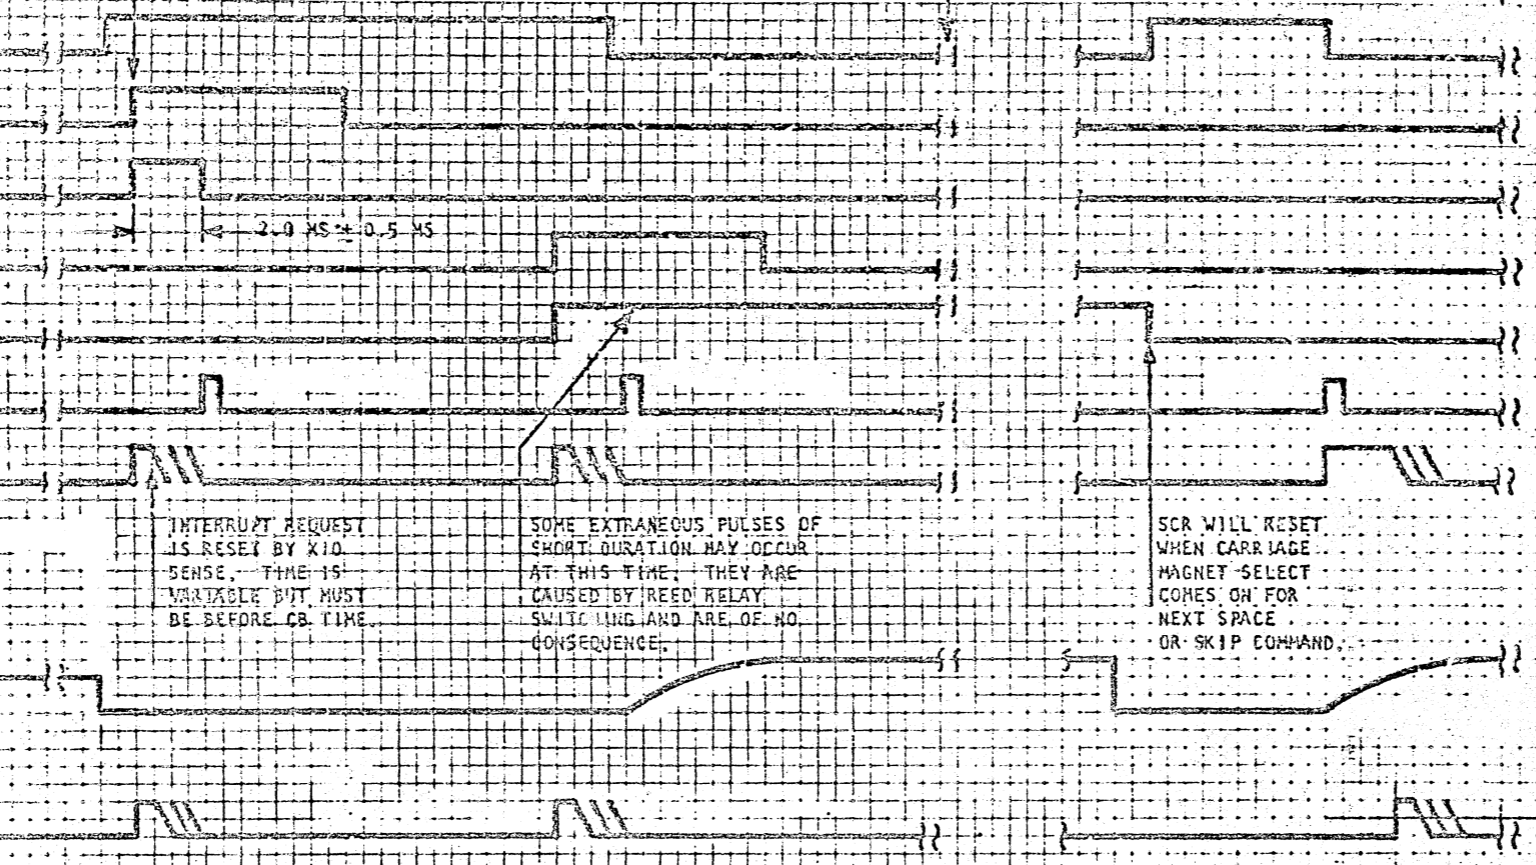 2.0 MS ± 0.5 MS
INTERRUPT REQUEST
IS RESET BY XIO
SENSE. TIME IS
VARIABLE BUT MUST
BE BEFORE CB TIME.
SOME EXTRANEOUS PULSES OF
SHORT DURATION MAY OCCUR
AT THIS TIME. THEY ARE
CAUSED BY REED RELAY
SWITCHING AND ARE OF NO
CONSEQUENCE.
SCR WILL RESET
WHEN CARRIAGE
MAGNET SELECT
COMES ON FOR
NEXT SPACE
OR SKIP COMMAND.